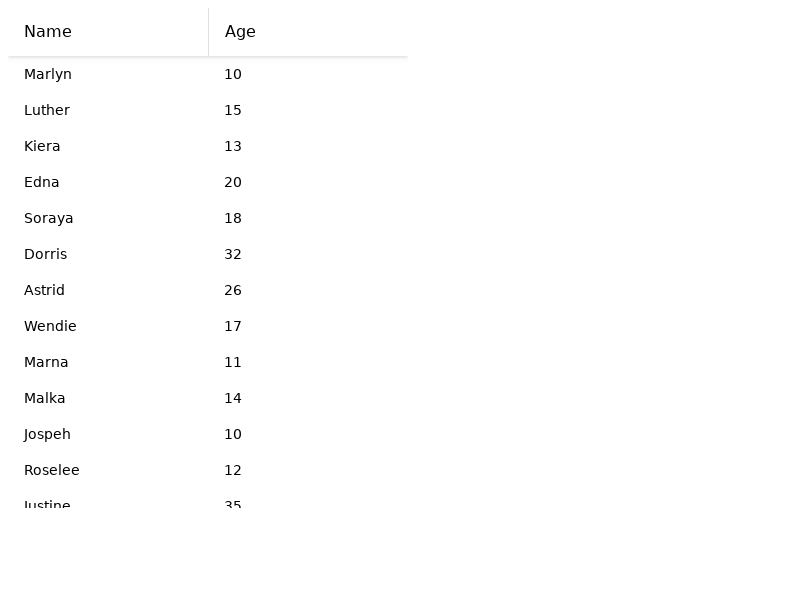 Name Age
Marlyn 10
Luther 15
Kiera 13
Edna 20
Soraya 18
Dorris 32
Astrid 26
Wendie 17
Marna 11
Malka 14
Jospeh 10
Roselee 12
Justine 35